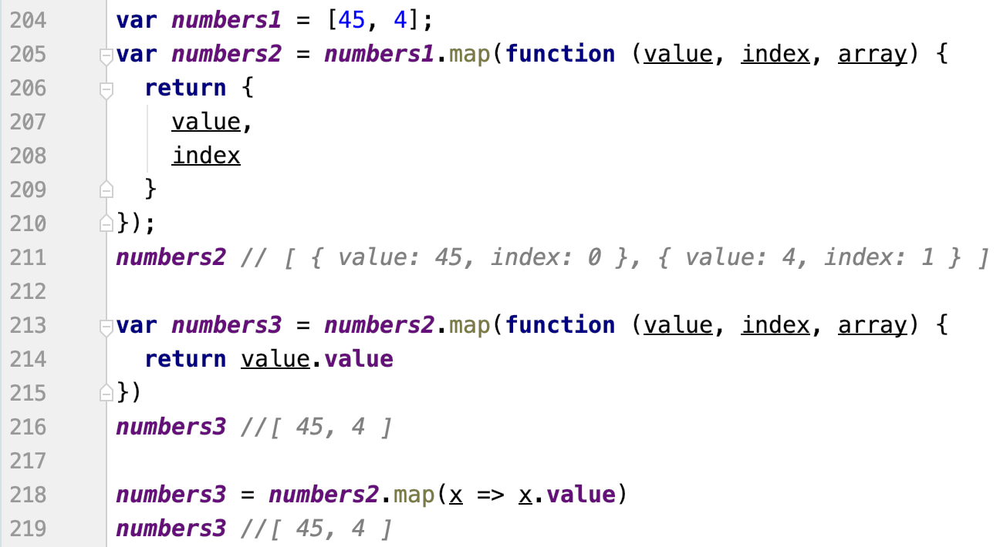 204 var numbers1 = [45, 4];
205 var numbers2 = numbers1.map(function (value, index, array) {
206   return {
207     value,
208     index
209   }
210 });
211 numbers2 // [ { value: 45, index: 0 }, { value: 4, index: 1 } ]
212
213 var numbers3 = numbers2.map(function (value, index, array) {
214   return value.value
215 })
216 numbers3 //[ 45, 4 ]
217
218 numbers3 = numbers2.map(x => x.value)
219 numbers3 //[ 45, 4 ]